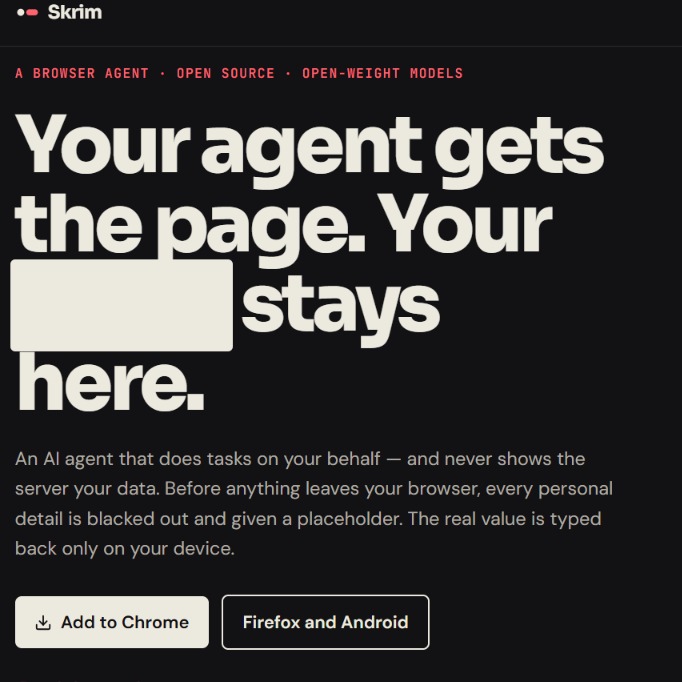 Skrim
A BROWSER AGENT · OPEN SOURCE · OPEN-WEIGHT MODELS
Your agent gets
the page. Your
stays
here.
An AI agent that does tasks on your behalf — and never shows the
server your data. Before anything leaves your browser, every personal
detail is blacked out and given a placeholder. The real value is typed
back only on your device.
Add to Chrome
Firefox and Android